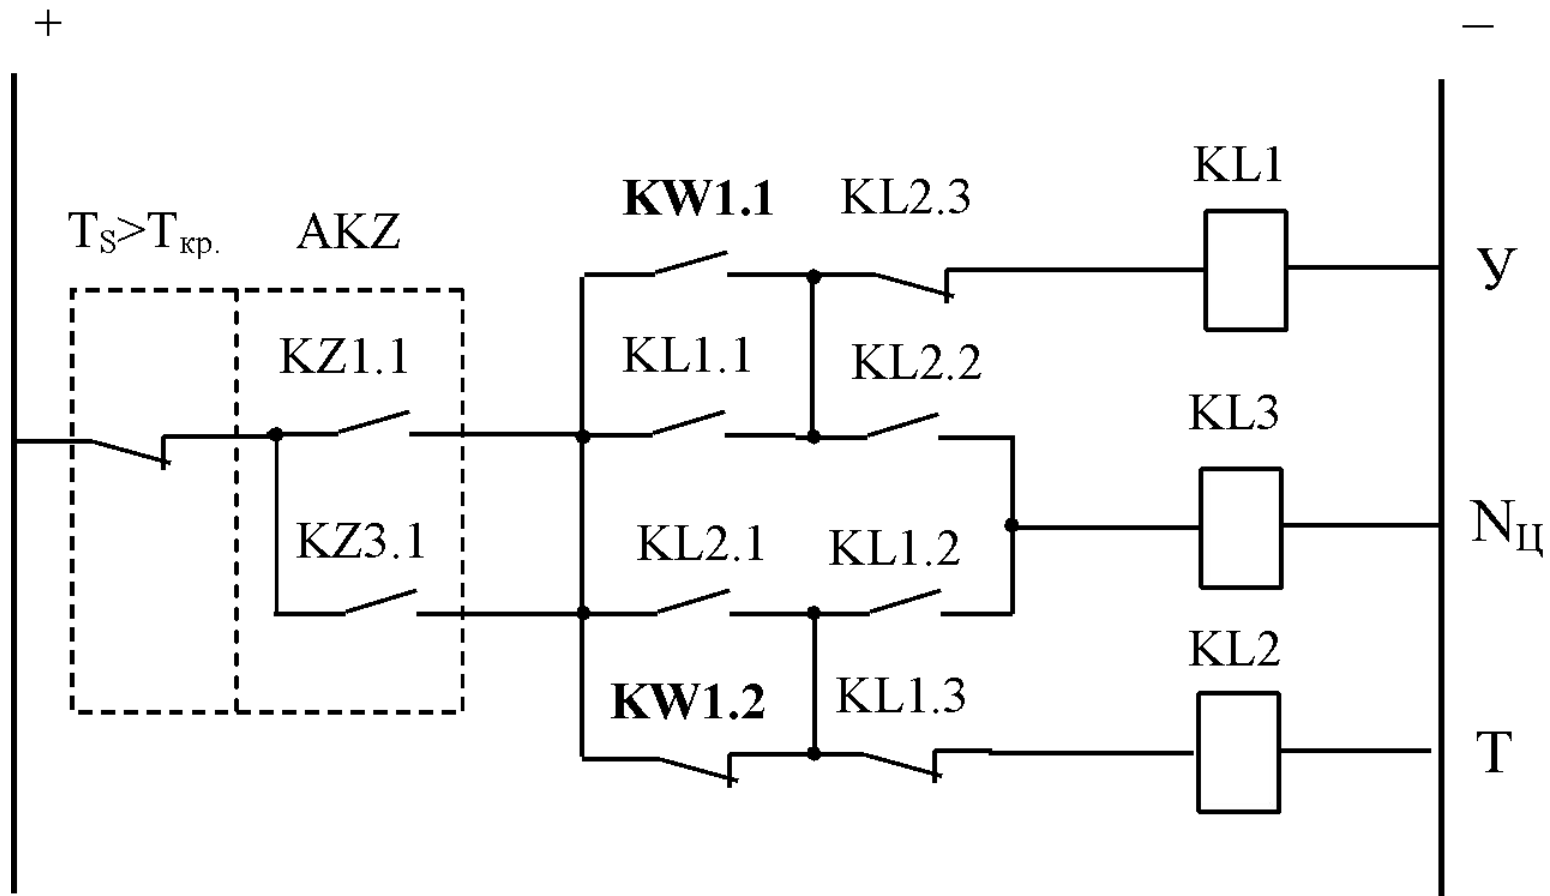 + −
KL1
KW1.1 KL2.3
TS>Tкр. AKZ
У
KZ1.1 KL1.1 KL2.2
KL3
KZ3.1 KL2.1 KL1.2
NЦ
KL2
KW1.2 KL1.3
Т